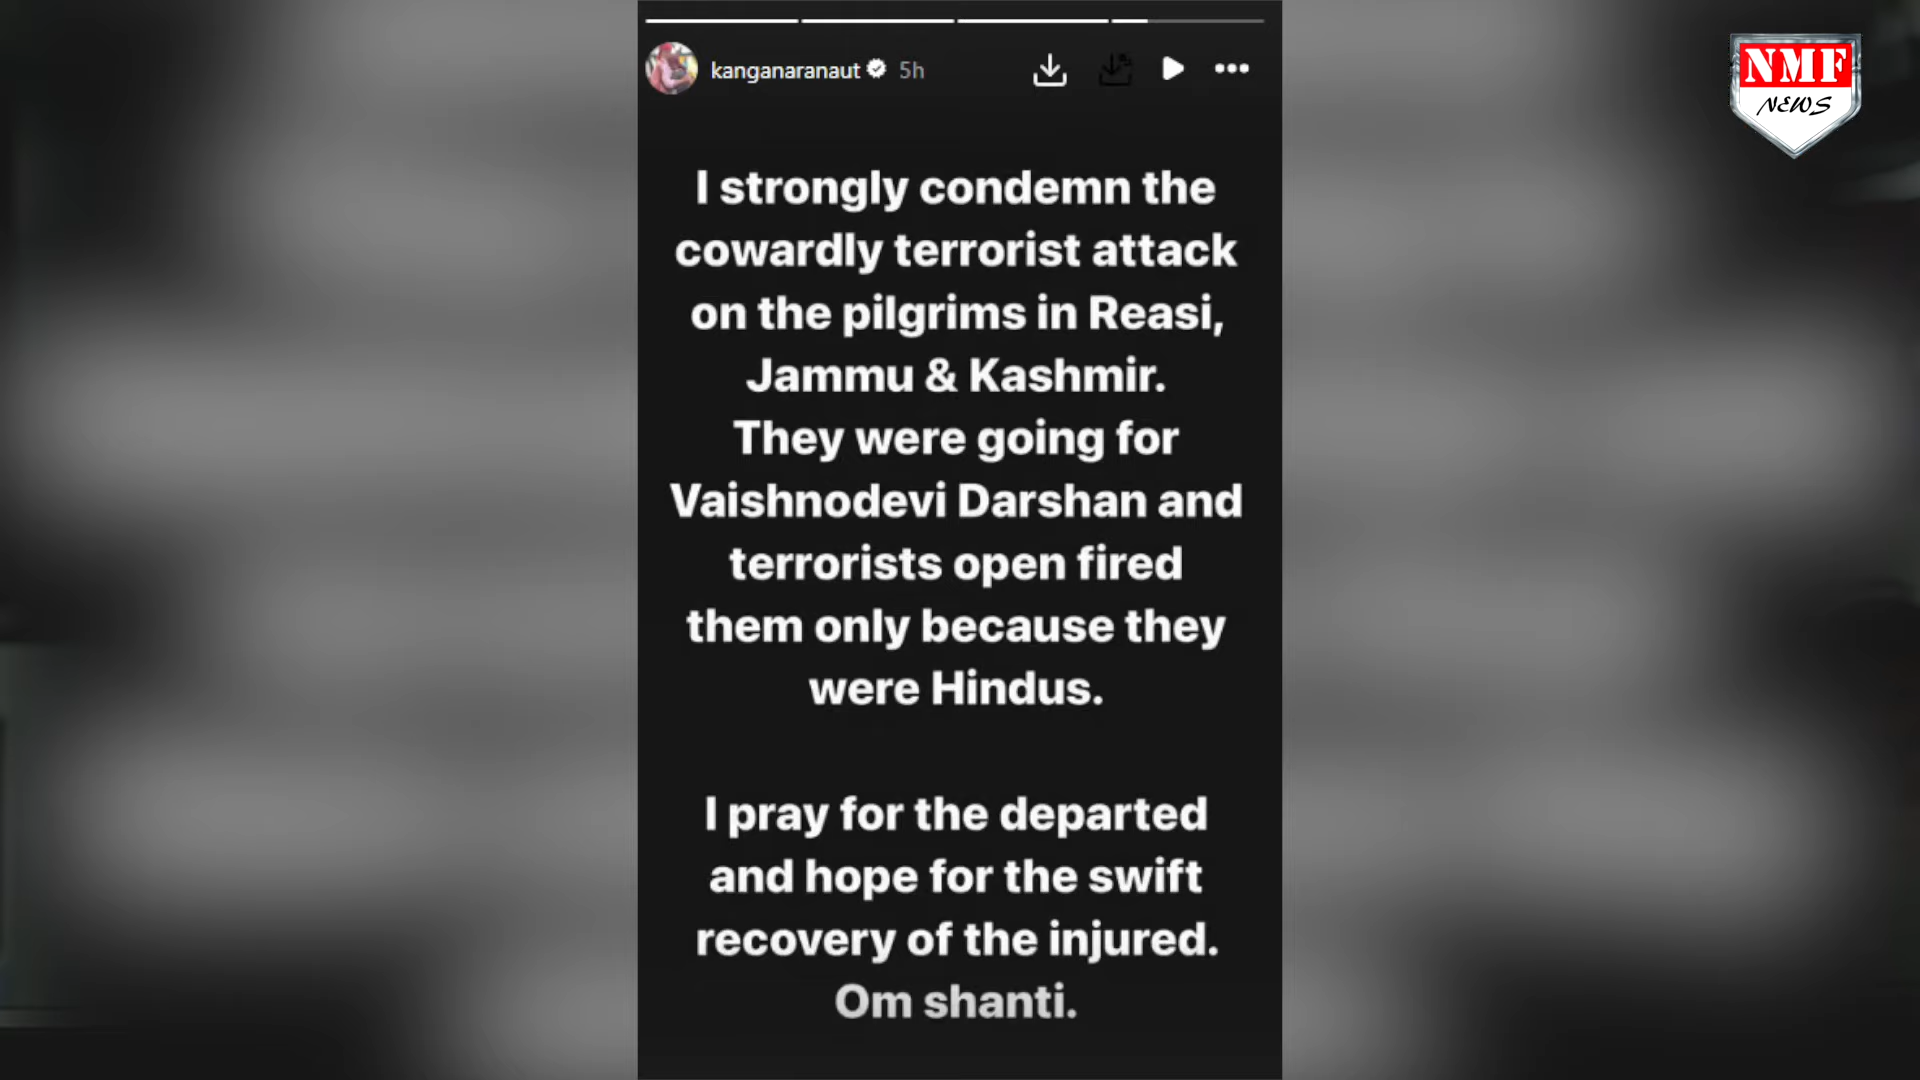 kanganaranaut 5h
NMF
NEWS
I strongly condemn the
cowardly terrorist attack
on the pilgrims in Reasi,
Jammu & Kashmir.
They were going for
Vaishnodevi Darshan and
terrorists open fired
them only because they
were Hindus.
I pray for the departed
and hope for the swift
recovery of the injured.
Om shanti.